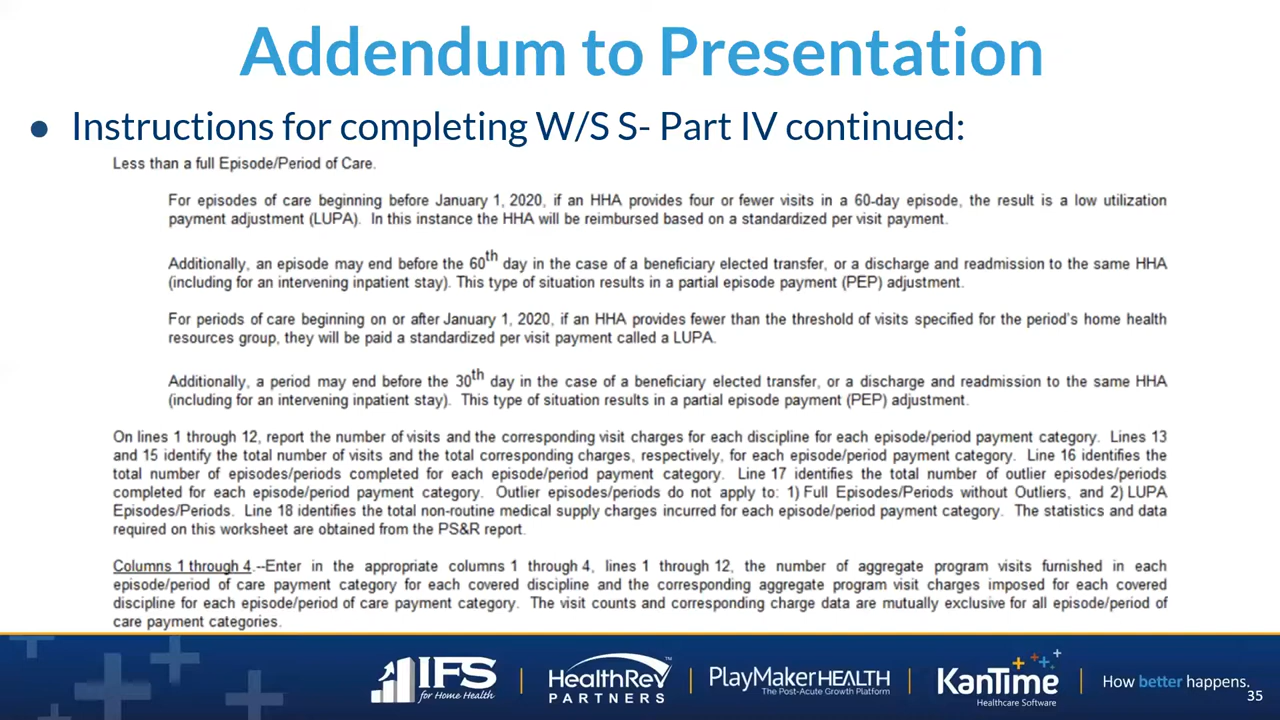 Addendum to Presentation
● Instructions for completing W/S S- Part IV continued:
Less than a full Episode/Period of Care.
For episodes of care beginning before January 1, 2020, if an HHA provides four or fewer visits in a 60-day episode, the result is a low utilization
payment adjustment (LUPA). In this instance the HHA will be reimbursed based on a standardized per visit payment.
Additionally, an episode may end before the 60th day in the case of a beneficiary elected transfer, or a discharge and readmission to the same HHA
(including for an intervening inpatient stay). This type of situation results in a partial episode payment (PEP) adjustment.
For periods of care beginning on or after January 1, 2020, if an HHA provides fewer than the threshold of visits specified for the period's home health
resources group, they will be paid a standardized per visit payment called a LUPA.
Additionally, a period may end before the 30th day in the case of a beneficiary elected transfer, or a discharge and readmission to the same HHA
(including for an intervening inpatient stay). This type of situation results in a partial episode payment (PEP) adjustment.
On lines 1 through 12, report the number of visits and the corresponding visit charges for each discipline for each episode/period payment category. Lines 13
and 15 identify the total number of visits and the total corresponding charges, respectively, for each episode/period payment category. Line 16 identifies the
total number of episodes/periods completed for each episode/period payment category. Line 17 identifies the total number of outlier episodes/periods
completed for each episode/period payment category. Outlier episodes/periods do not apply to: 1) Full Episodes/Periods without Outliers, and 2) LUPA
Episodes/Periods. Line 18 identifies the total non-routine medical supply charges incurred for each episode/period payment category. The statistics and data
required on this worksheet are obtained from the PS&R report.
Columns 1 through 4.--Enter in the appropriate columns 1 through 4, lines 1 through 12, the number of aggregate program visits furnished in each
episode/period of care payment category for each covered discipline and the corresponding aggregate program visit charges imposed for each covered
discipline for each episode/period of care payment category. The visit counts and corresponding charge data are mutually exclusive for all episode/period of
care payment categories.
IFS
for Home Health
HealthRev™
PARTNERS
PlayMakerHEALTH
The Post-Acute Growth Platform
KanTime
Healthcare Software
How better happens.
35